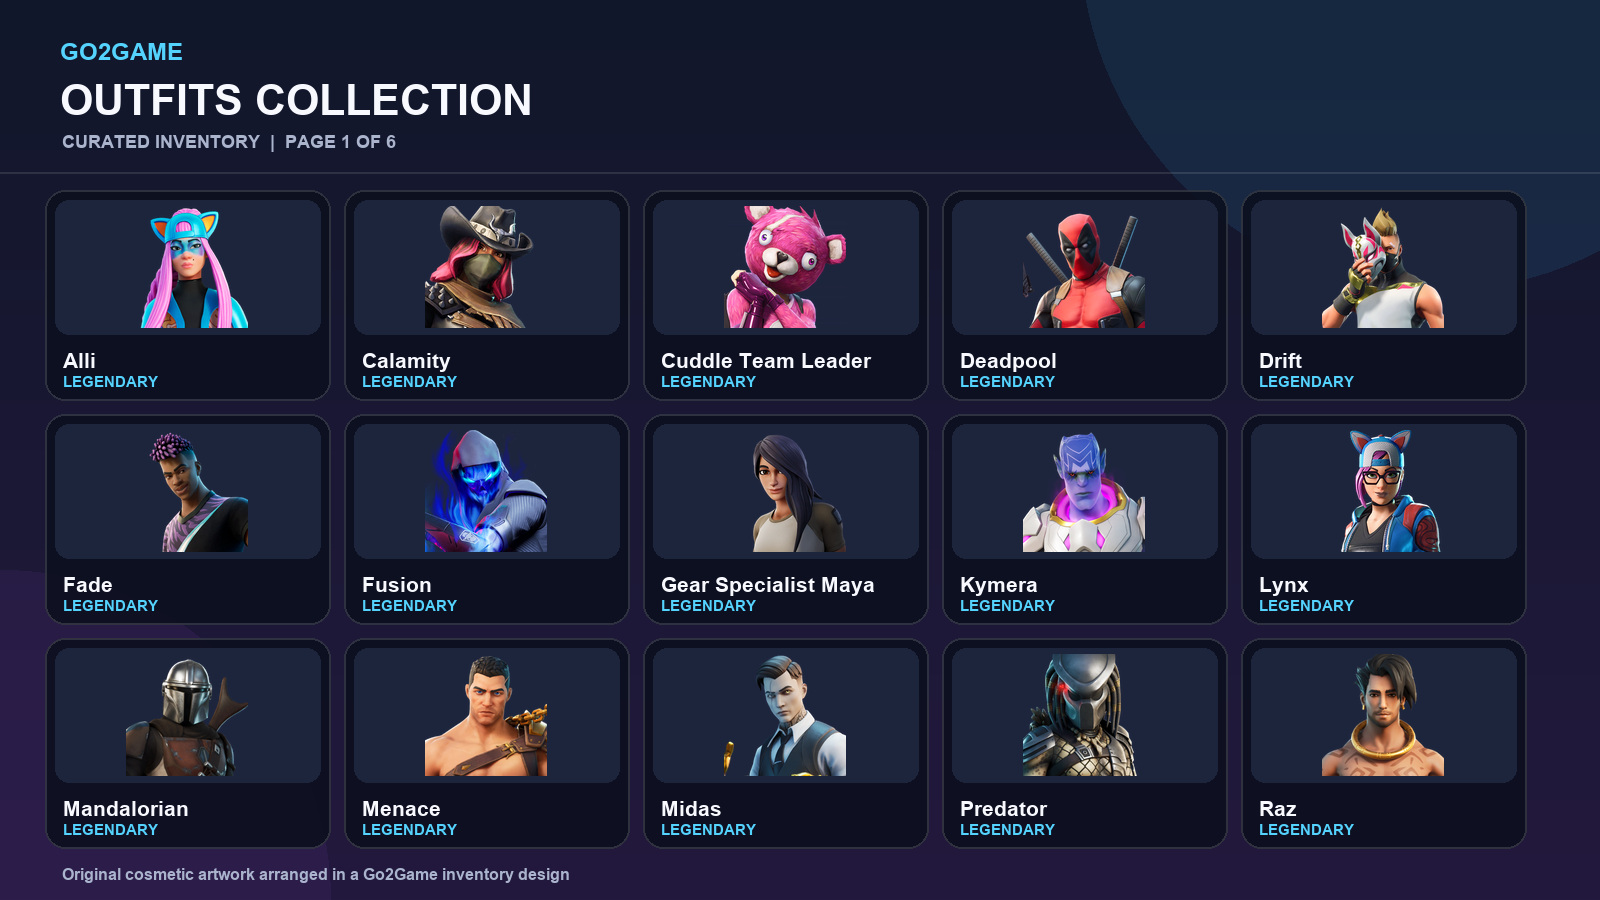 GO2GAME
OUTFITS COLLECTION
CURATED INVENTORY | PAGE 1 OF 6
Alli
LEGENDARY
Calamity
LEGENDARY
Cuddle Team Leader
LEGENDARY
Deadpool
LEGENDARY
Drift
LEGENDARY
Fade
LEGENDARY
Fusion
LEGENDARY
Gear Specialist Maya
LEGENDARY
Kymera
LEGENDARY
Lynx
LEGENDARY
Mandalorian
LEGENDARY
Menace
LEGENDARY
Midas
LEGENDARY
Predator
LEGENDARY
Raz
LEGENDARY
Original cosmetic artwork arranged in a Go2Game inventory design